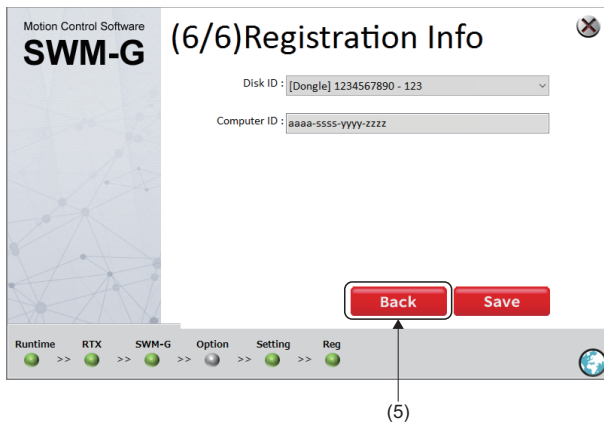 Motion Control Software
SWM-G
(6/6)Registration Info
Disk ID : [Dongle] 1234567890 - 123
Computer ID : aaaa-ssss-yyyy-zzzz
Back Save
Runtime RTX SWM-G Option Setting Reg
>> >> >> >> >>
(5)